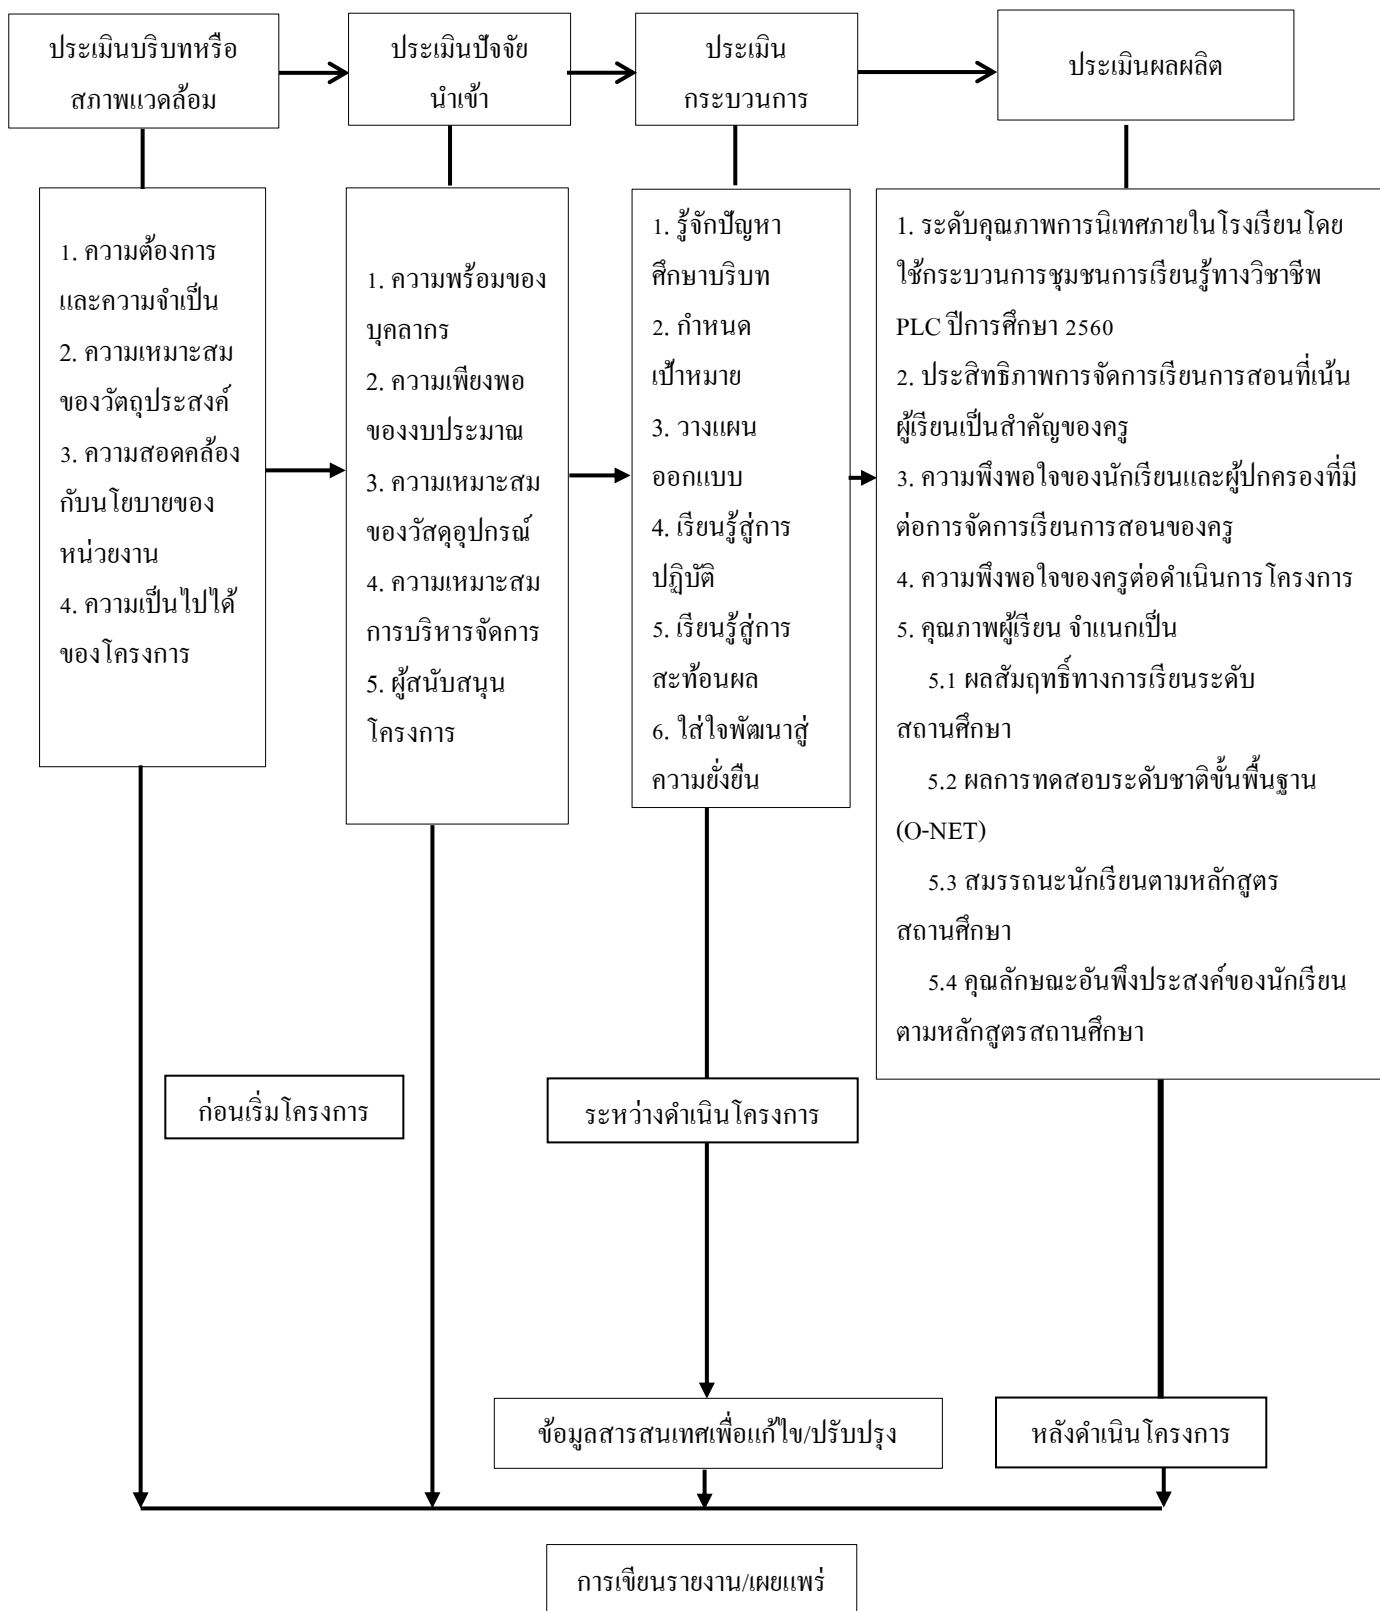 ประเมินบริบทหรือ
สภาพแวดล้อม
ประเมินปัจจัย
นำเข้า
ประเมิน
กระบวนการ
ประเมินผลผลิต
1. ความต้องการ
และความจำเป็น
2. ความเหมาะสม
ของวัตถุประสงค์
3. ความสอดคล้อง
กับนโยบายของ
หน่วยงาน
4. ความเป็นไปได้
ของโครงการ
1. ความพร้อมของ
บุคลากร
2. ความเพียงพอ
ของงบประมาณ
3. ความเหมาะสม
ของวัสดุอุปกรณ์
4. ความเหมาะสม
การบริหารจัดการ
5. ผู้สนับสนุน
โครงการ
1. รู้จักปัญหา
ศึกษาบริบท
2. กำหนด
เป้าหมาย
3. วางแผน
ออกแบบ
4. เรียนรู้สู่การ
ปฏิบัติ
5. เรียนรู้สู่การ
สะท้อนผล
6. ใส่ใจพัฒนาสู่
ความยั่งยืน
1. ระดับคุณภาพการนิเทศภายในโรงเรียนโดย
ใช้กระบวนการชุมชนการเรียนรู้ทางวิชาชีพ
PLC ปีการศึกษา 2560
2. ประสิทธิภาพการจัดการเรียนการสอนที่เน้น
ผู้เรียนเป็นสำคัญของครู
3. ความพึงพอใจของนักเรียนและผู้ปกครองที่มี
ต่อการจัดการเรียนการสอนของครู
4. ความพึงพอใจของครูต่อดำเนินการโครงการ
5. คุณภาพผู้เรียน จำแนกเป็น
5.1 ผลสัมฤทธิ์ทางการเรียนระดับ
สถานศึกษา
5.2 ผลการทดสอบระดับชาติขั้นพื้นฐาน
(O-NET)
5.3 สมรรถนะนักเรียนตามหลักสูตร
สถานศึกษา
5.4 คุณลักษณะอันพึงประสงค์ของนักเรียน
ตามหลักสูตรสถานศึกษา
ก่อนเริ่มโครงการ
ระหว่างดำเนินโครงการ
ข้อมูลสารสนเทศเพื่อแก้ไข/ปรับปรุง
หลังดำเนินโครงการ
การเขียนรายงาน/เผยแพร่